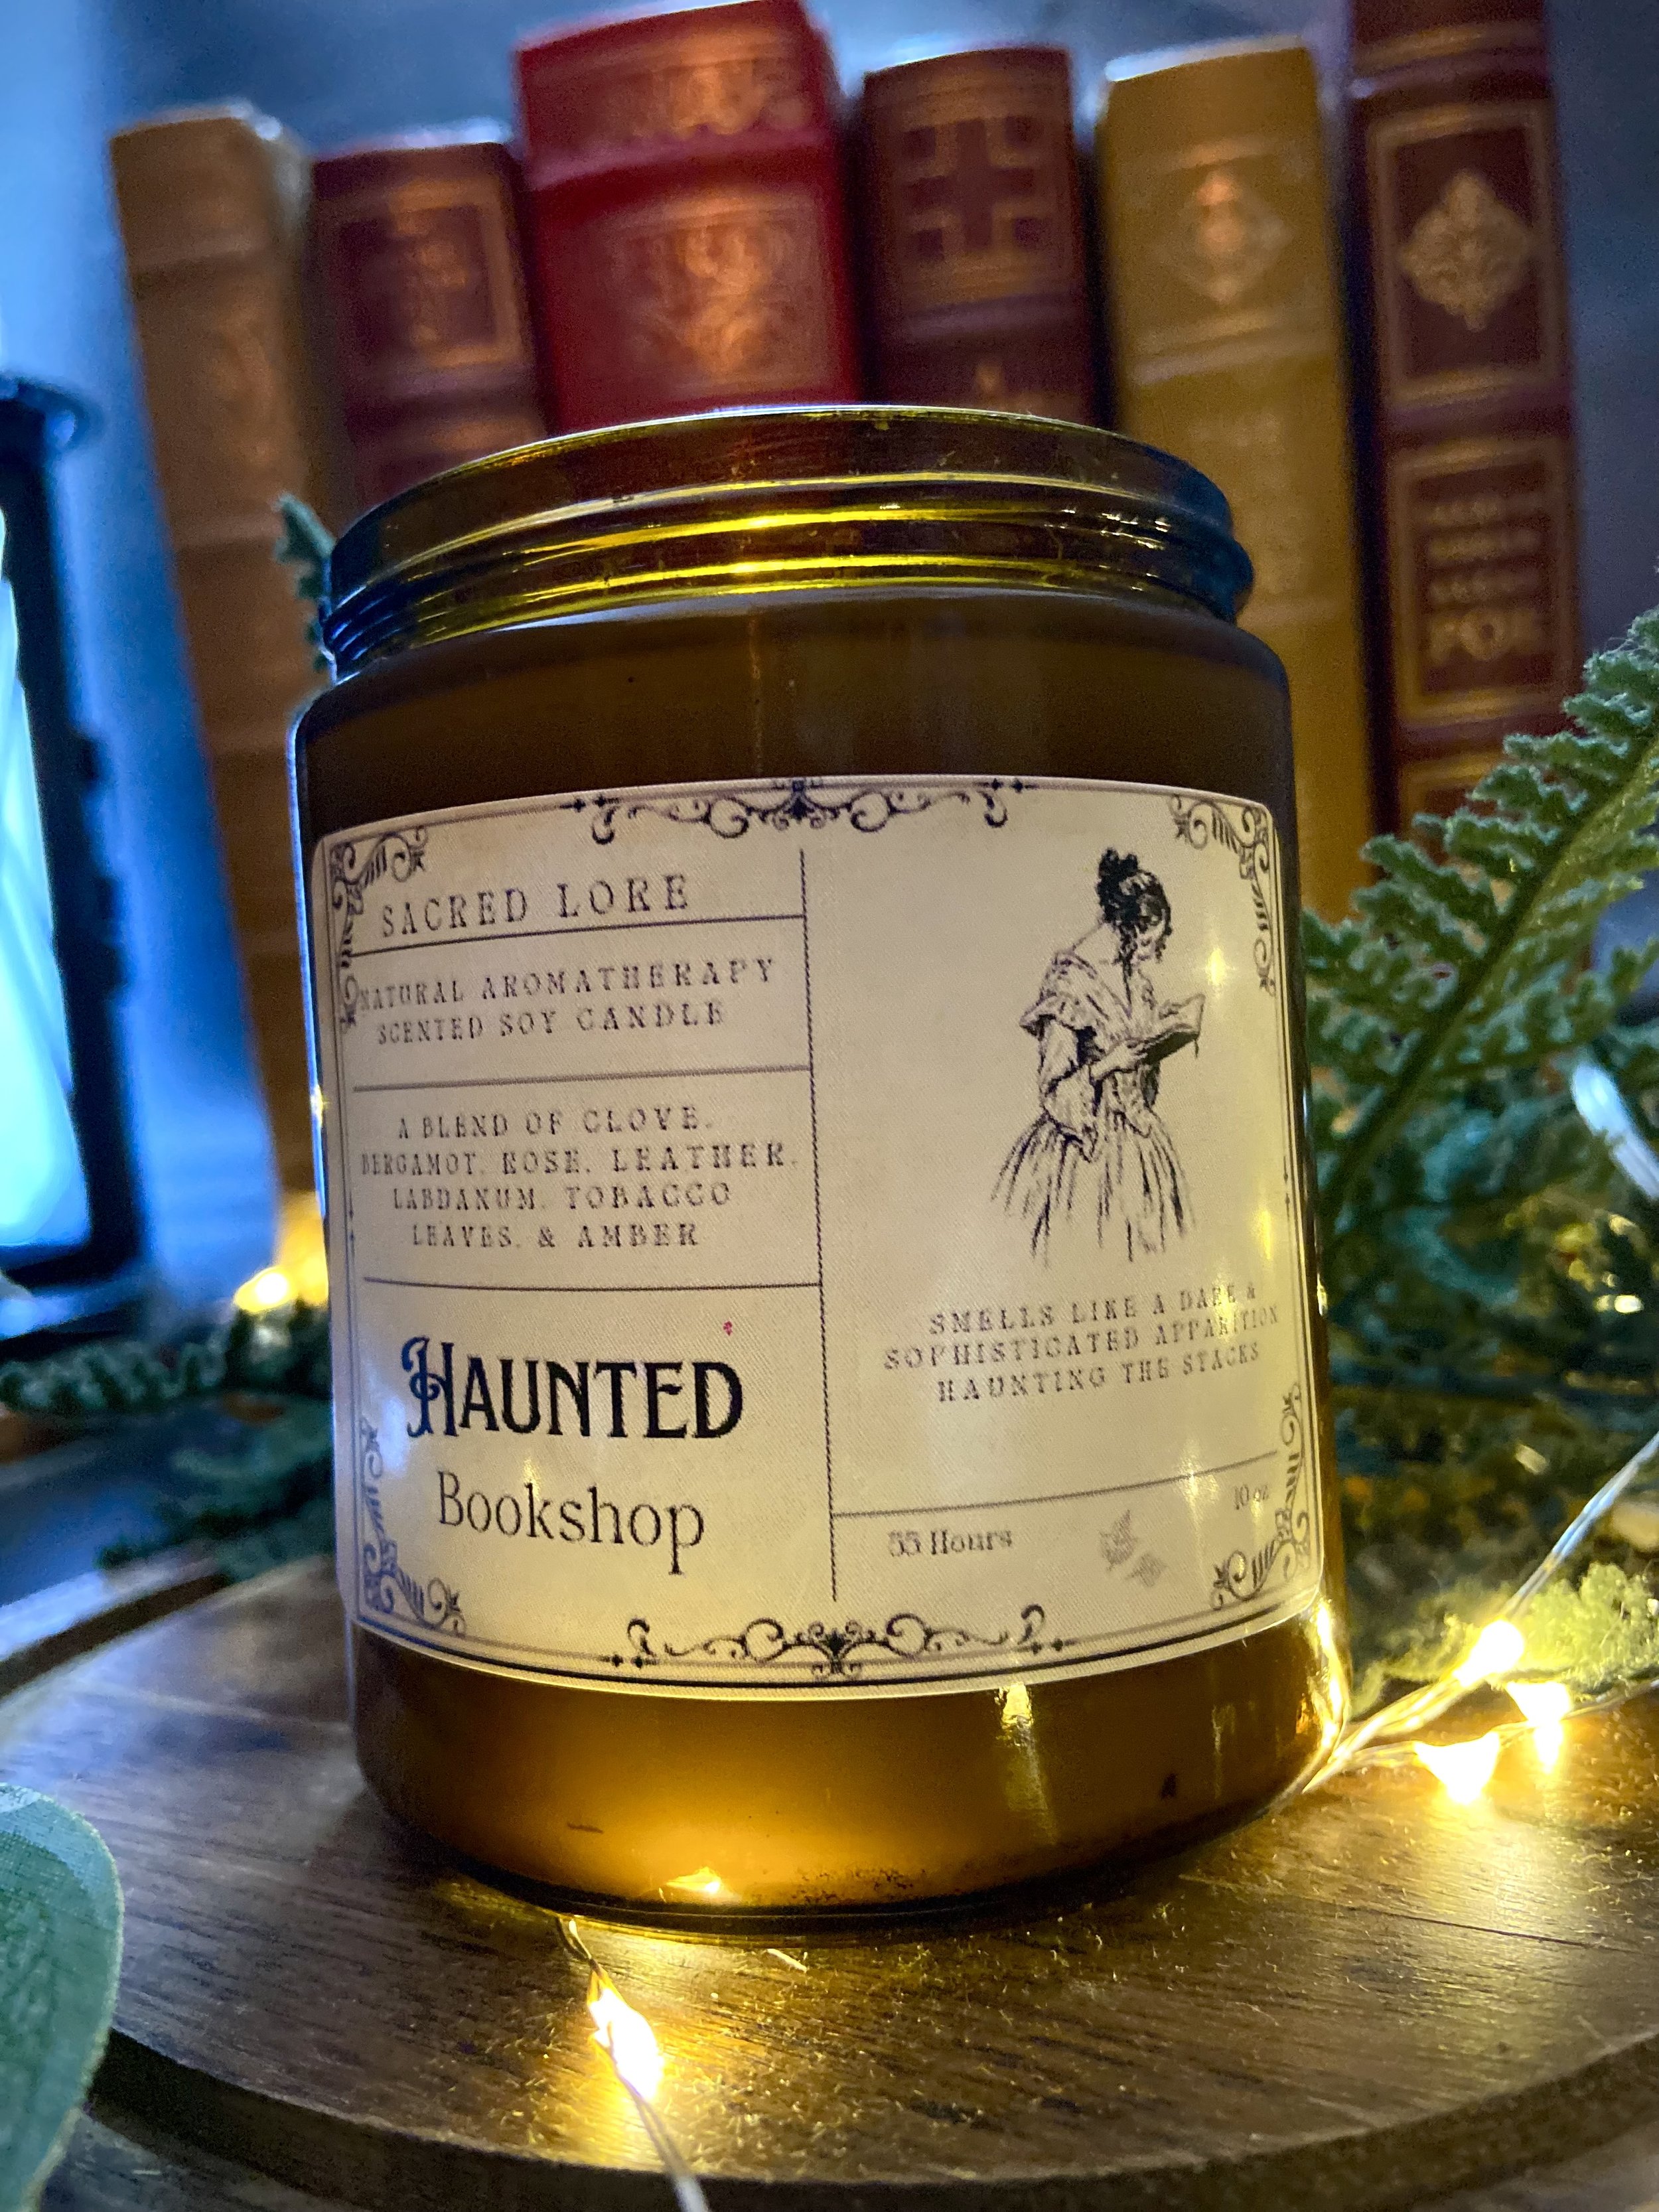 SACRED LORE
NATURAL AROMATHERAPY
SCENTED SOY CANDLE
A BLEND OF CLOVE,
BERGAMOT, ROSE, LEATHER,
LABDANUM, TOBACCO
LEAVES, & AMBER
HAUNTED
Bookshop
SMELLS LIKE A DARK &
SOPHISTICATED APPARITION
HAUNTING THE STACKS
55 Hours
10 oz
POE